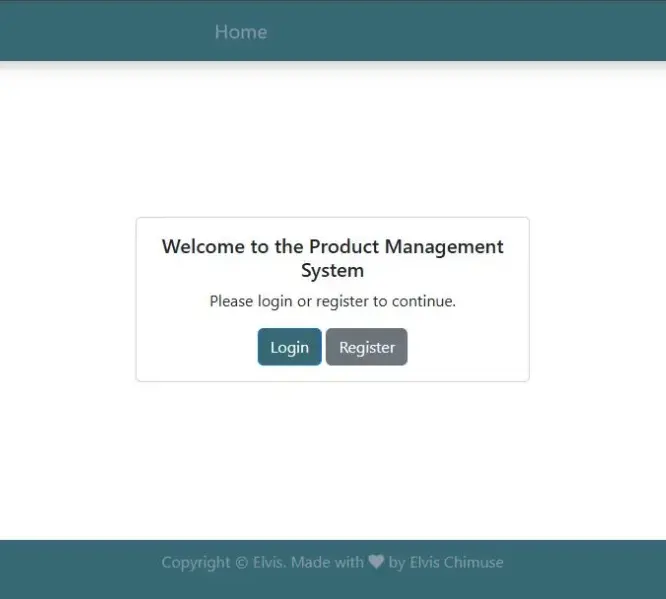 Home
Welcome to the Product Management
System
Please login or register to continue.
Login Register
Copyright © Elvis. Made with ♥ by Elvis Chimuse